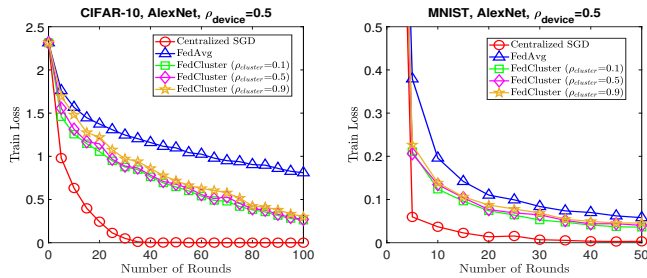 CIFAR-10, AlexNet, ρdevice=0.5
Centralized SGD
FedAvg
FedCluster (ρcluster=0.1)
FedCluster (ρcluster=0.5)
FedCluster (ρcluster=0.9)
Train Loss
2.5
2
1.5
1
0.5
0
0 20 40 60 80 100
Number of Rounds
MNIST, AlexNet, ρdevice=0.5
Centralized SGD
FedAvg
FedCluster (ρcluster=0.1)
FedCluster (ρcluster=0.5)
FedCluster (ρcluster=0.9)
Train Loss
0.5
0.4
0.3
0.2
0.1
0
0 10 20 30 40 50
Number of Rounds